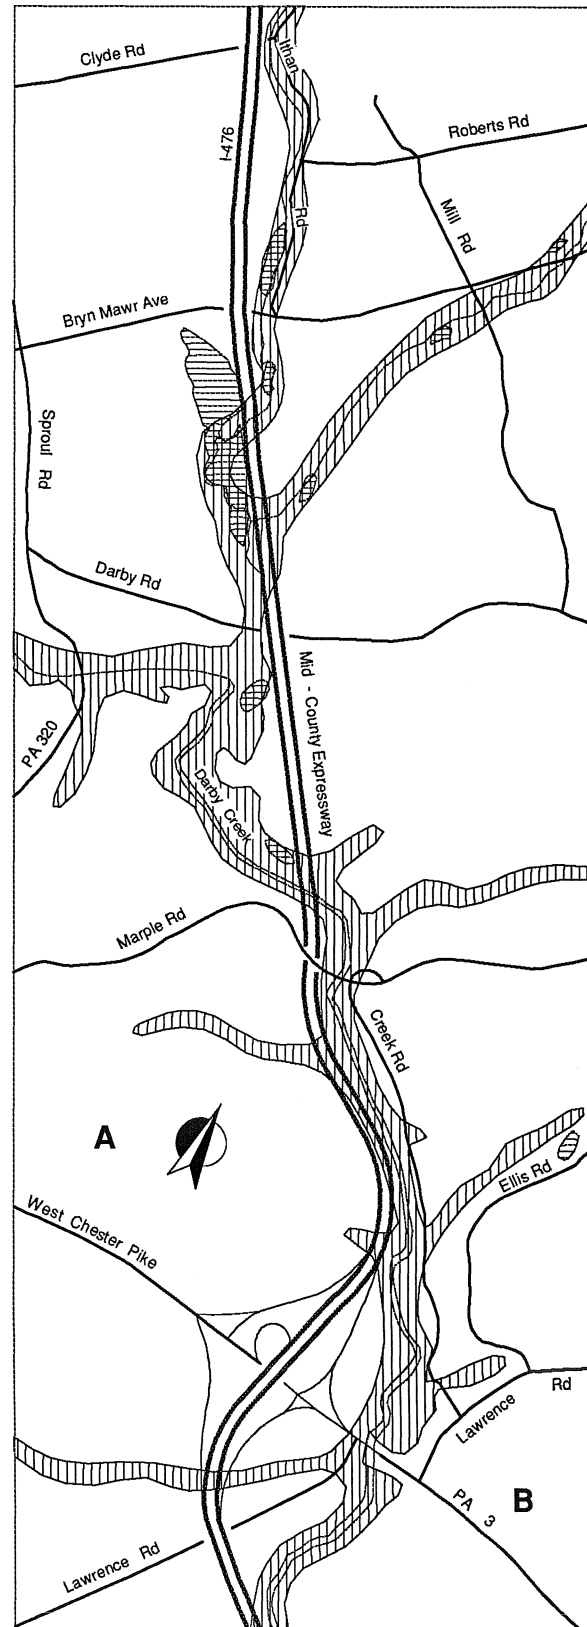 Clyde Rd
Ithan
I-476
Roberts Rd
Rd
Mill Rd
Bryn Mawr Ave
Sproul Rd
Darby Rd
Mid - County Expressway
PA 320
Darby Creek
Marple Rd
Creek Rd
A
Ellis Rd
West Chester Pike
Lawrence Rd
B
PA 3
Lawrence Rd